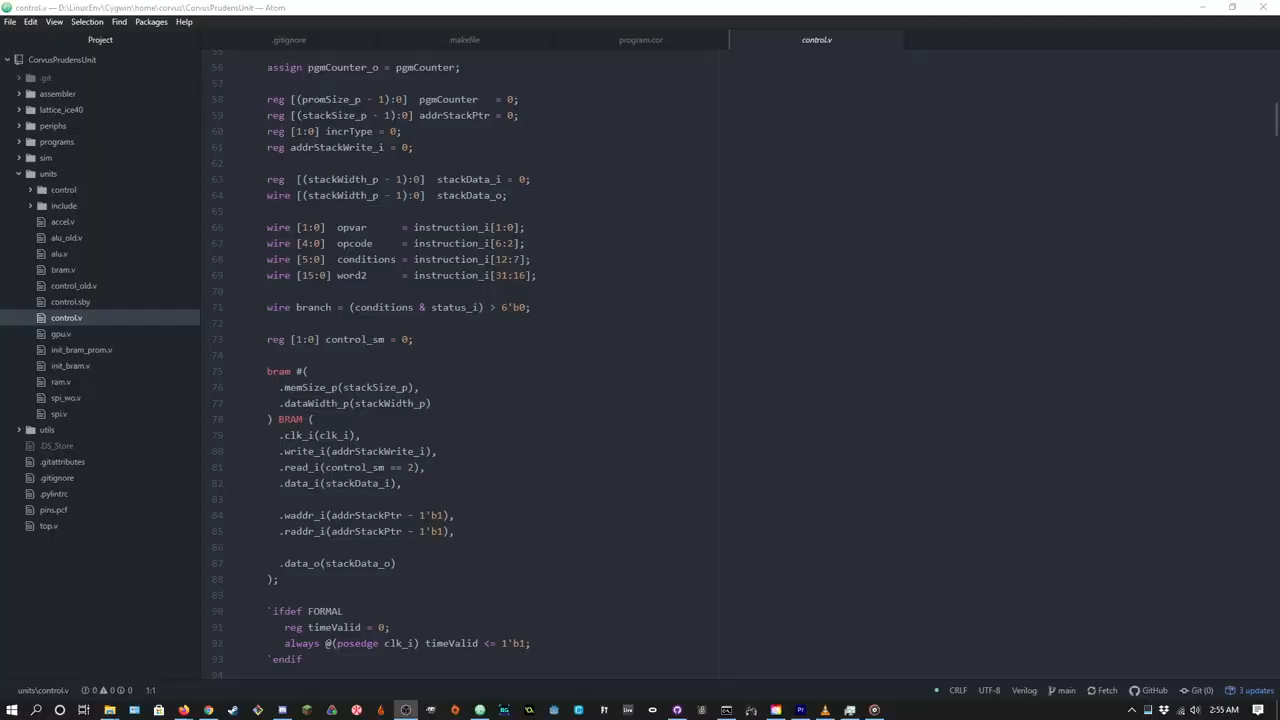 control.v — D:\LinuxEnv\Cygwin\home\corvus\CorvusPrudensUnit — Atom
File Edit View Selection Find Packages Help
Project
.gitignore
makefile
program.cor
control.v
CorvusPrudensUnit
.git
assembler
lattice_ice40
periphs
programs
sim
units
control
include
accel.v
alu_old.v
alu.v
bram.v
control_old.v
control.sby
control.v
gpu.v
init_bram_prom.v
init_bram.v
ram.v
spi_wo.v
spi.v
utils
.DS_Store
.gitattributes
.gitignore
.pylintrc
pins.pcf
top.v
55
56 assign pgmCounter_o = pgmCounter;
57
58 reg [(promSize_p - 1):0] pgmCounter = 0;
59 reg [(stackSize_p - 1):0] addrStackPtr = 0;
60 reg [1:0] incrType = 0;
61 reg addrStackWrite_i = 0;
62
63 reg [(stackWidth_p - 1):0] stackData_i = 0;
64 wire [(stackWidth_p - 1):0] stackData_o;
65
66 wire [1:0] opvar = instruction_i[1:0];
67 wire [4:0] opcode = instruction_i[6:2];
68 wire [5:0] conditions = instruction_i[12:7];
69 wire [15:0] word2 = instruction_i[31:16];
70
71 wire branch = (conditions & status_i) > 6'b0;
72
73 reg [1:0] control_sm = 0;
74
75 bram #(
76 .memSize_p(stackSize_p),
77 .dataWidth_p(stackWidth_p)
78 ) BRAM (
79 .clk_i(clk_i),
80 .write_i(addrStackWrite_i),
81 .read_i(control_sm == 2),
82 .data_i(stackData_i),
83
84 .waddr_i(addrStackPtr - 1'b1),
85 .raddr_i(addrStackPtr - 1'b1),
86
87 .data_o(stackData_o)
88 );
89
90 `ifdef FORMAL
91 reg timeValid = 0;
92 always @(posedge clk_i) timeValid <= 1'b1;
93 `endif
94
units\control.v 0 0 0 1:1
CRLF UTF-8 Verilog main Fetch GitHub Git (0) 3 updates
2:55 AM